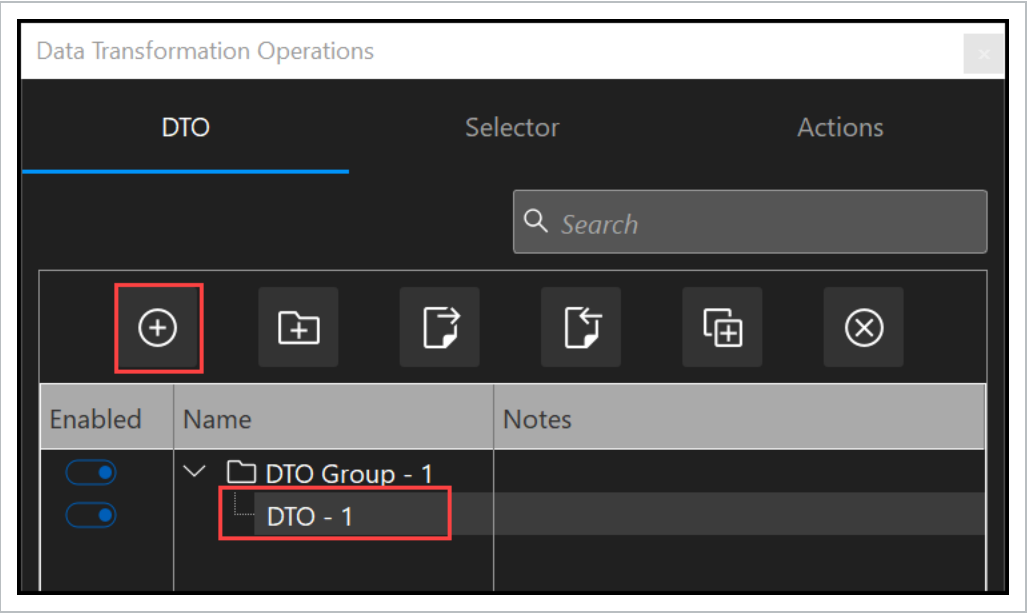 Data Transformation Operations
DTO Selector Actions
Search
Enabled Name Notes
DTO Group - 1
DTO - 1